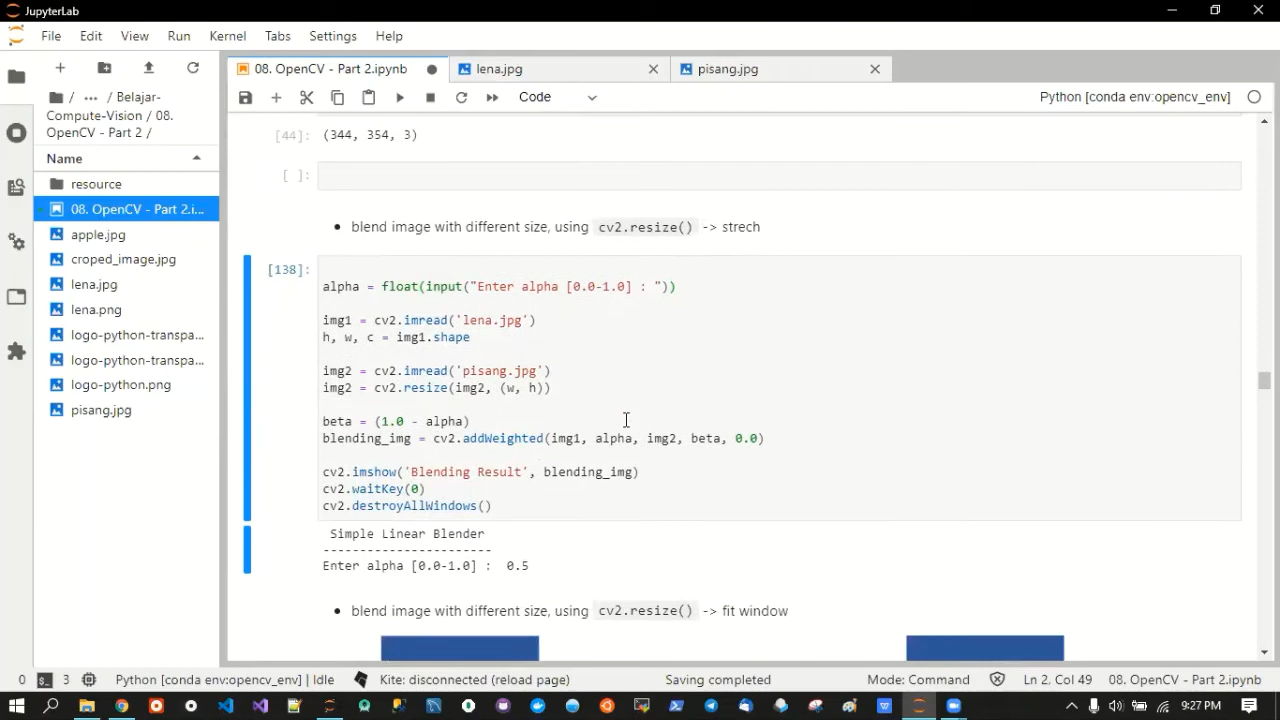 JupyterLab
File Edit View Run Kernel Tabs Settings Help
/ ··· / Belajar-
Compute-Vision / 08.
OpenCV - Part 2 /
Name
resource
08. OpenCV - Part 2.i...
apple.jpg
croped_image.jpg
lena.jpg
lena.png
logo-python-transpa...
logo-python-transpa...
logo-python.png
pisang.jpg
08. OpenCV - Part 2.ipynb
lena.jpg
pisang.jpg
Code
Python [conda env:opencv_env]
[44]: (344, 354, 3)
[ ]:
• blend image with different size, using cv2.resize() -> strech
[138]:
alpha = float(input("Enter alpha [0.0-1.0] : "))
img1 = cv2.imread('lena.jpg')
h, w, c = img1.shape
img2 = cv2.imread('pisang.jpg')
img2 = cv2.resize(img2, (w, h))
beta = (1.0 - alpha)
blending_img = cv2.addWeighted(img1, alpha, img2, beta, 0.0)
cv2.imshow('Blending Result', blending_img)
cv2.waitKey(0)
cv2.destroyAllWindows()
Simple Linear Blender
-----------------------
Enter alpha [0.0-1.0] :  0.5
• blend image with different size, using cv2.resize() -> fit window
0 3 Python [conda env:opencv_env] | Idle Kite: disconnected (reload page) Saving completed Mode: Command Ln 2, Col 49 08. OpenCV - Part 2.ipynb
9:27 PM